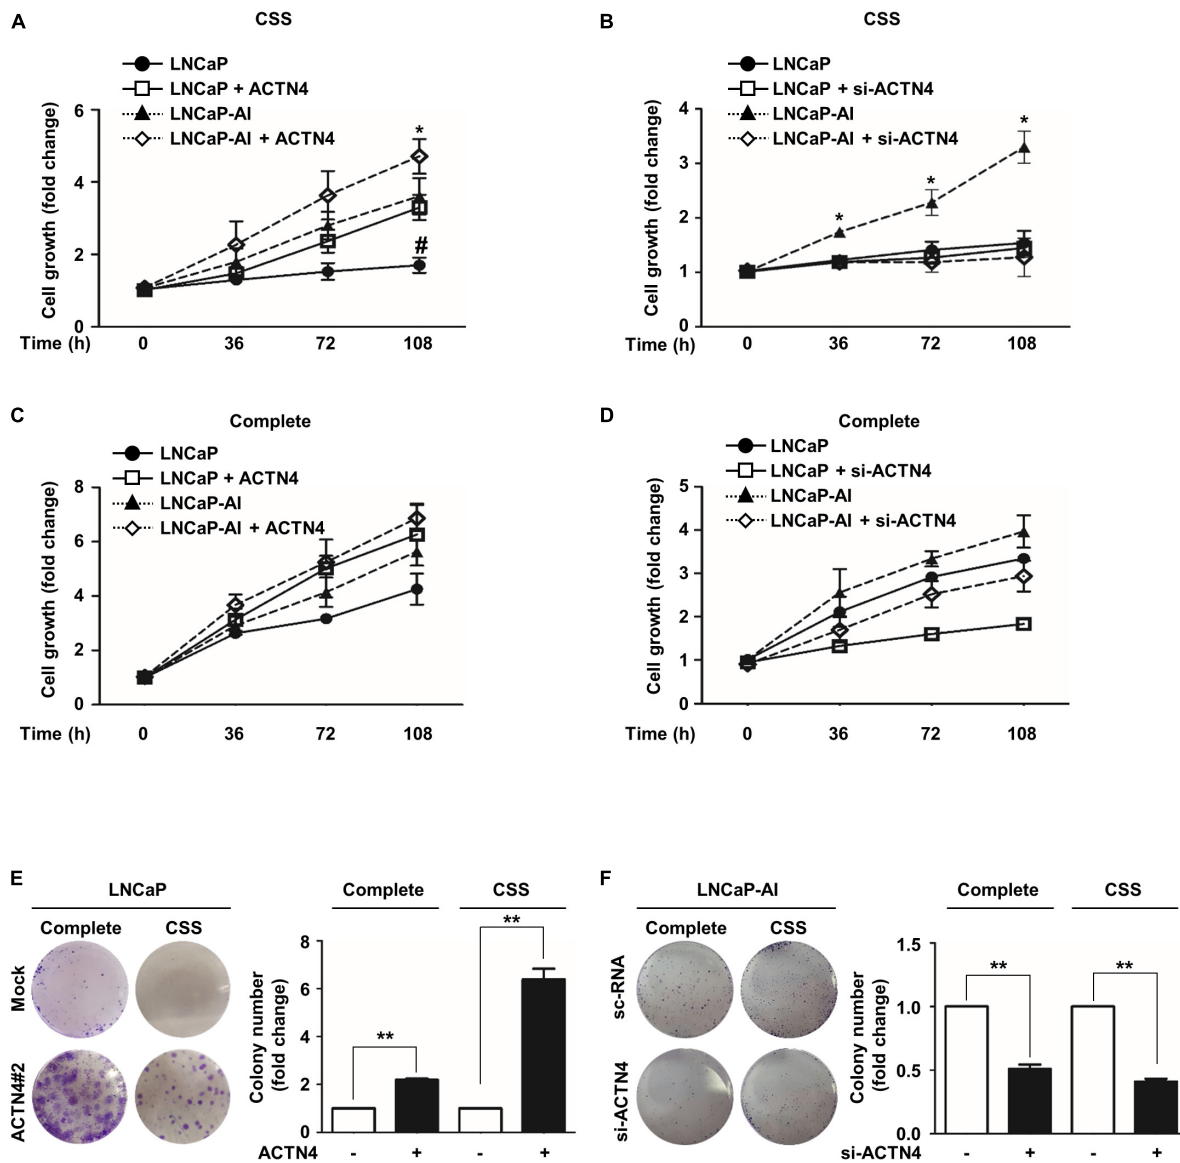 A
CSS
LNCaP
LNCaP + ACTN4
LNCaP-AI
LNCaP-AI + ACTN4
Cell growth (fold change)
6
4
2
0
*
#
Time (h) 0 36 72 108
B
CSS
LNCaP
LNCaP + si-ACTN4
LNCaP-AI
LNCaP-AI + si-ACTN4
Cell growth (fold change)
4
3
2
1
0
* * *
Time (h) 0 36 72 108
C
Complete
LNCaP
LNCaP + ACTN4
LNCaP-AI
LNCaP-AI + ACTN4
Cell growth (fold change)
8
6
4
2
0
Time (h) 0 36 72 108
D
Complete
LNCaP
LNCaP + si-ACTN4
LNCaP-AI
LNCaP-AI + si-ACTN4
Cell growth (fold change)
5
4
3
2
1
0
Time (h) 0 36 72 108
E
LNCaP
Complete CSS
Mock
ACTN4#2
Complete CSS
Colony number
(fold change)
8
6
4
2
0
** **
ACTN4 - + - +
F
LNCaP-AI
Complete CSS
sc-RNA
si-ACTN4
Complete CSS
Colony number
(fold change)
1.5
1.0
0.5
0.0
** **
si-ACTN4 - + - +